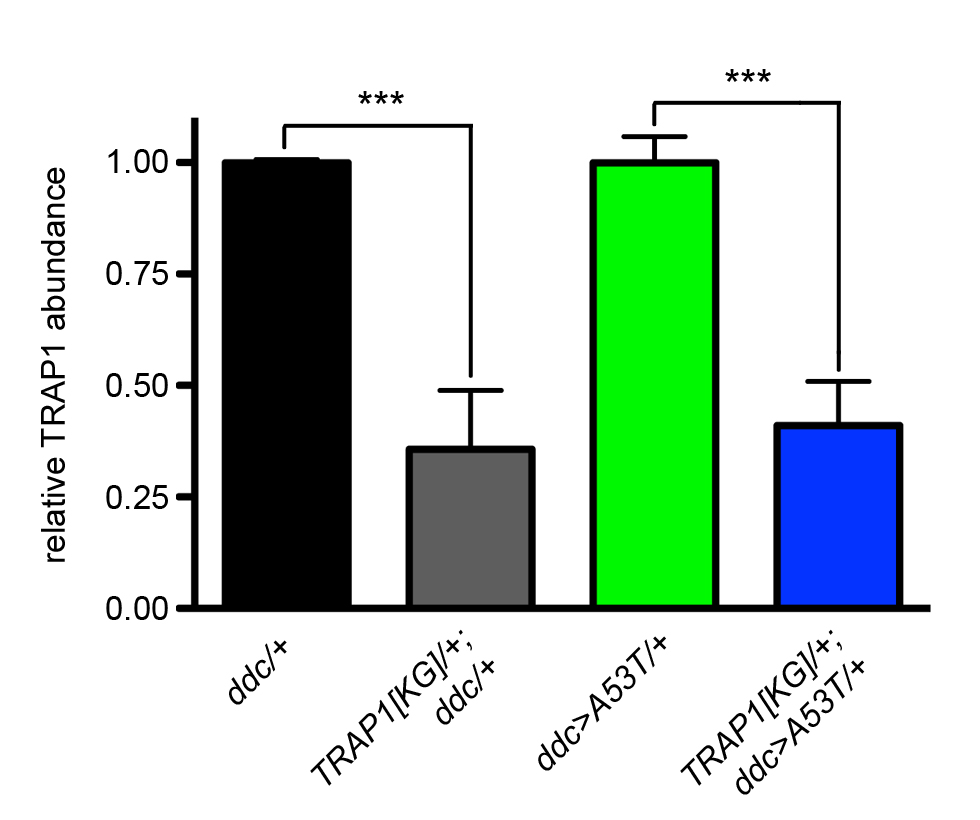 ***
***
relative TRAP1 abundance
1.00
0.75
0.50
0.25
0.00
ddc/+
TRAP1[KG]/+;
ddc/+
ddc>A53T/+
TRAP1[KG]/+;
ddc>A53T/+